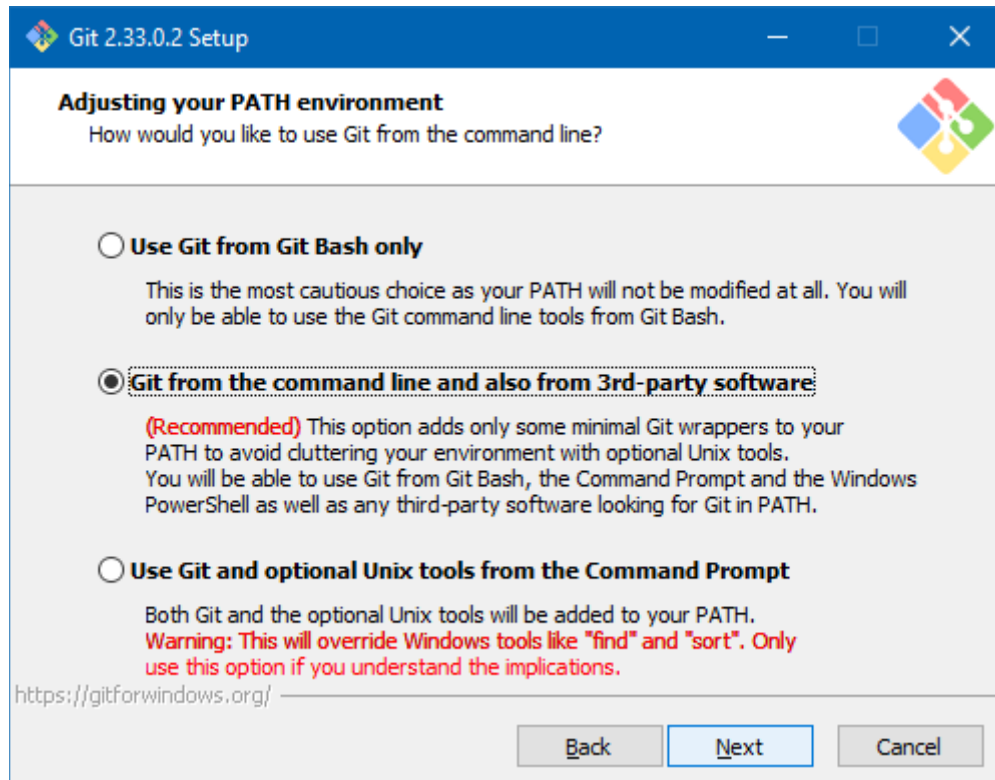 Git 2.33.0.2 Setup
Adjusting your PATH environment
How would you like to use Git from the command line?
Use Git from Git Bash only
This is the most cautious choice as your PATH will not be modified at all. You will
only be able to use the Git command line tools from Git Bash.
Git from the command line and also from 3rd-party software
(Recommended) This option adds only some minimal Git wrappers to your
PATH to avoid cluttering your environment with optional Unix tools.
You will be able to use Git from Git Bash, the Command Prompt and the Windows
PowerShell as well as any third-party software looking for Git in PATH.
Use Git and optional Unix tools from the Command Prompt
Both Git and the optional Unix tools will be added to your PATH.
Warning: This will override Windows tools like "find" and "sort". Only
use this option if you understand the implications.
https://gitforwindows.org/
Back
Next
Cancel